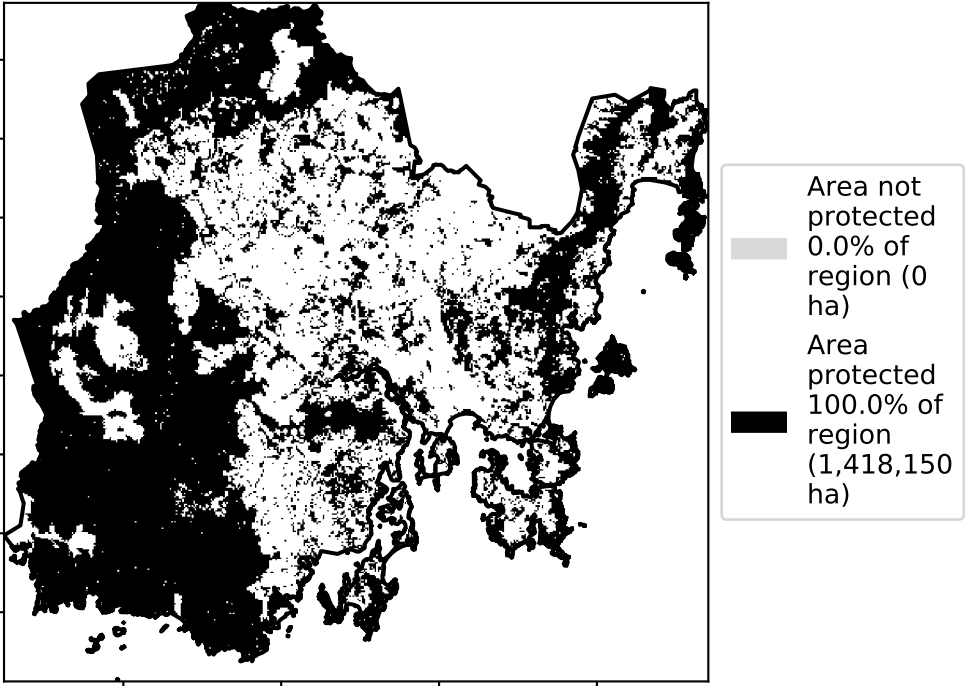 Area not
protected
0.0% of
region (0
ha)
Area
protected
100.0% of
region
(1,418,150
ha)